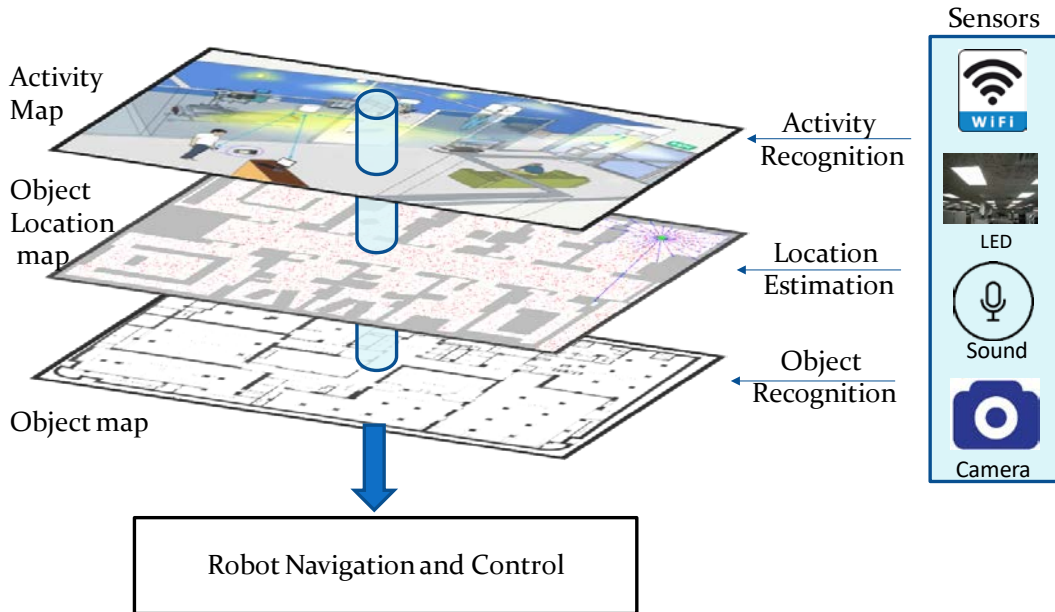 Sensors
WiFi
LED
Sound
Camera
Activity
Map
Object
Location
map
Object map
Activity
Recognition
Location
Estimation
Object
Recognition
Robot Navigation and Control